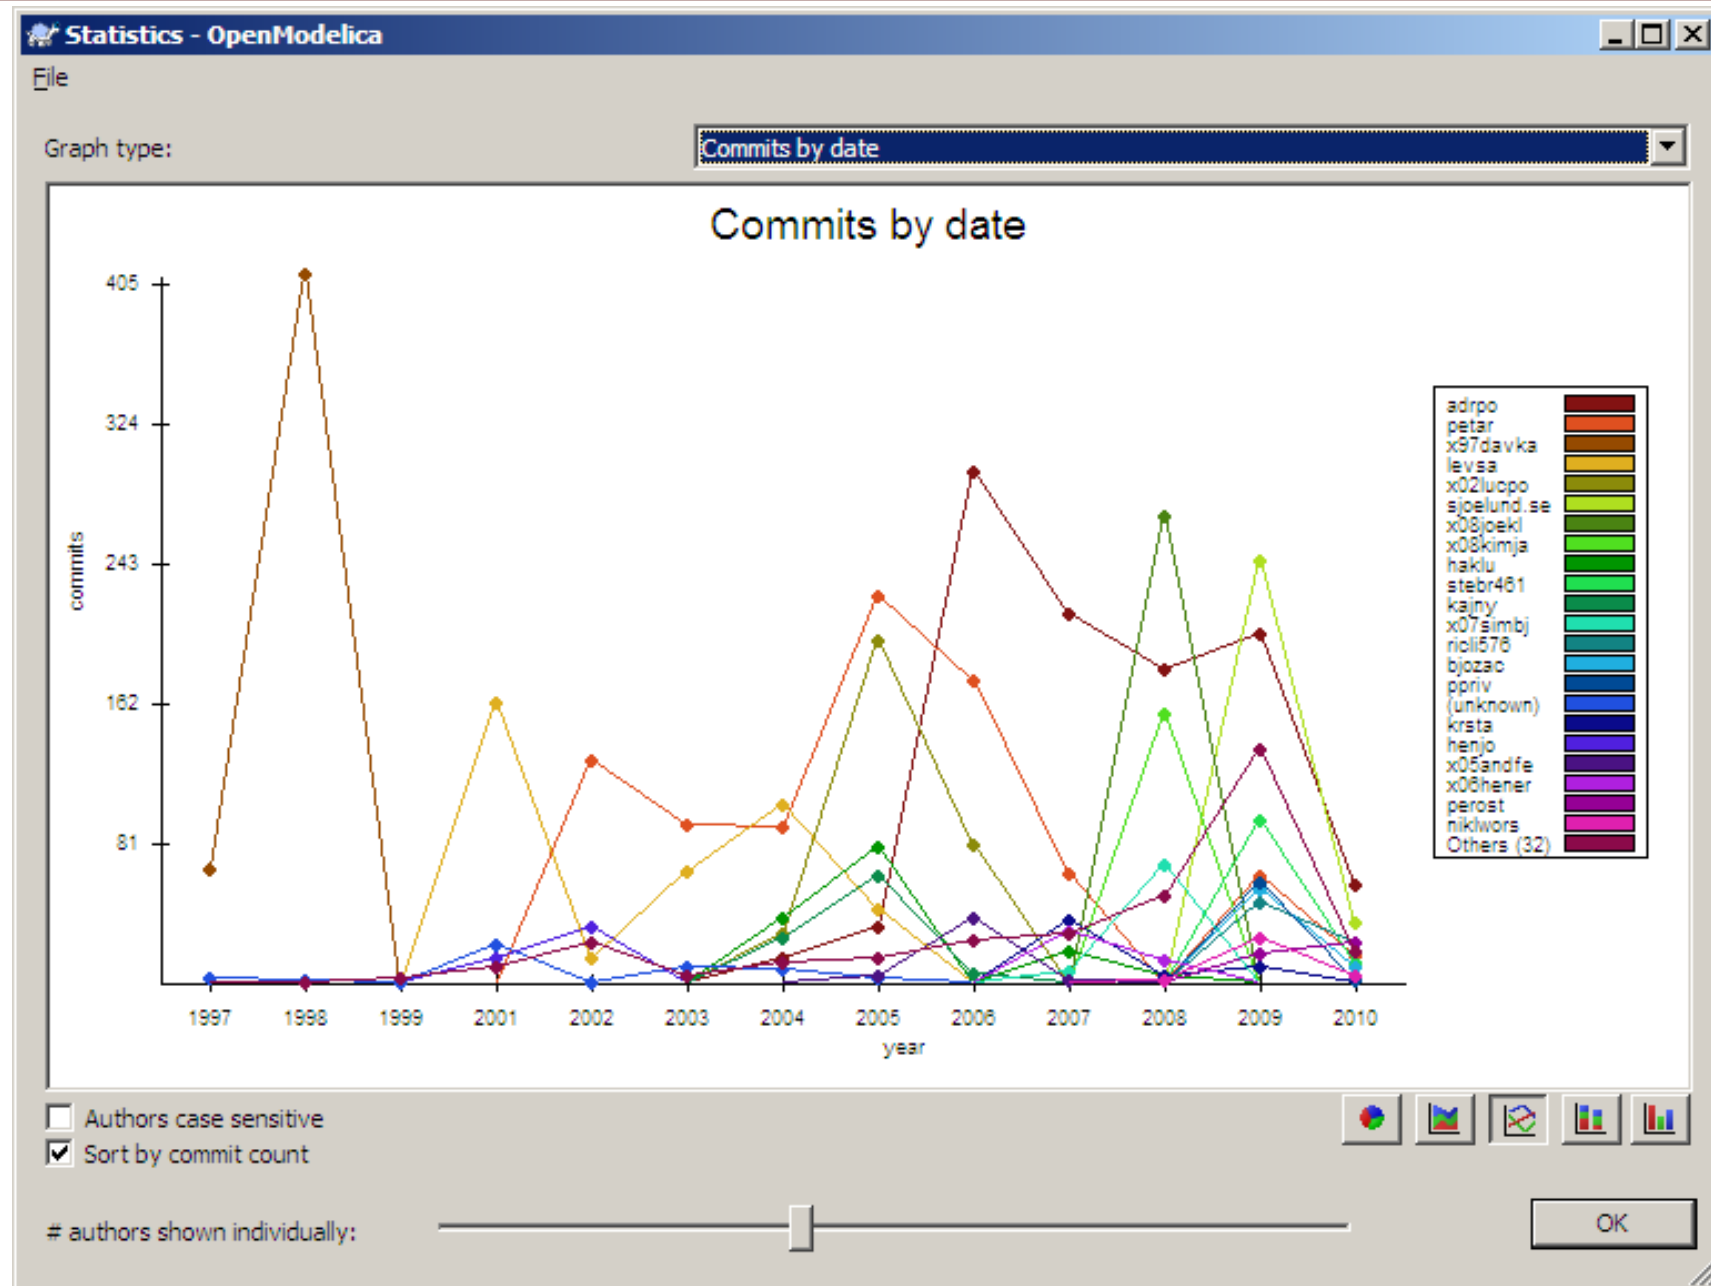 Statistics - OpenModelica
File
Graph type:
Commits by date
Commits by date
405
324
243
162
81
commits
1997 1998 1999 2001 2002 2003 2004 2005 2006 2007 2008 2009 2010
year
adrpo
petar
x97davka
levsa
x02lucpo
sjoelund.se
x08joekl
x08kimja
haklu
stebr461
kajny
x07simbj
ricli576
bjozac
ppriv
(unknown)
krsta
henjo
x05andfe
x06hener
perost
niklwors
Others (32)
Authors case sensitive
Sort by commit count
# authors shown individually:
OK